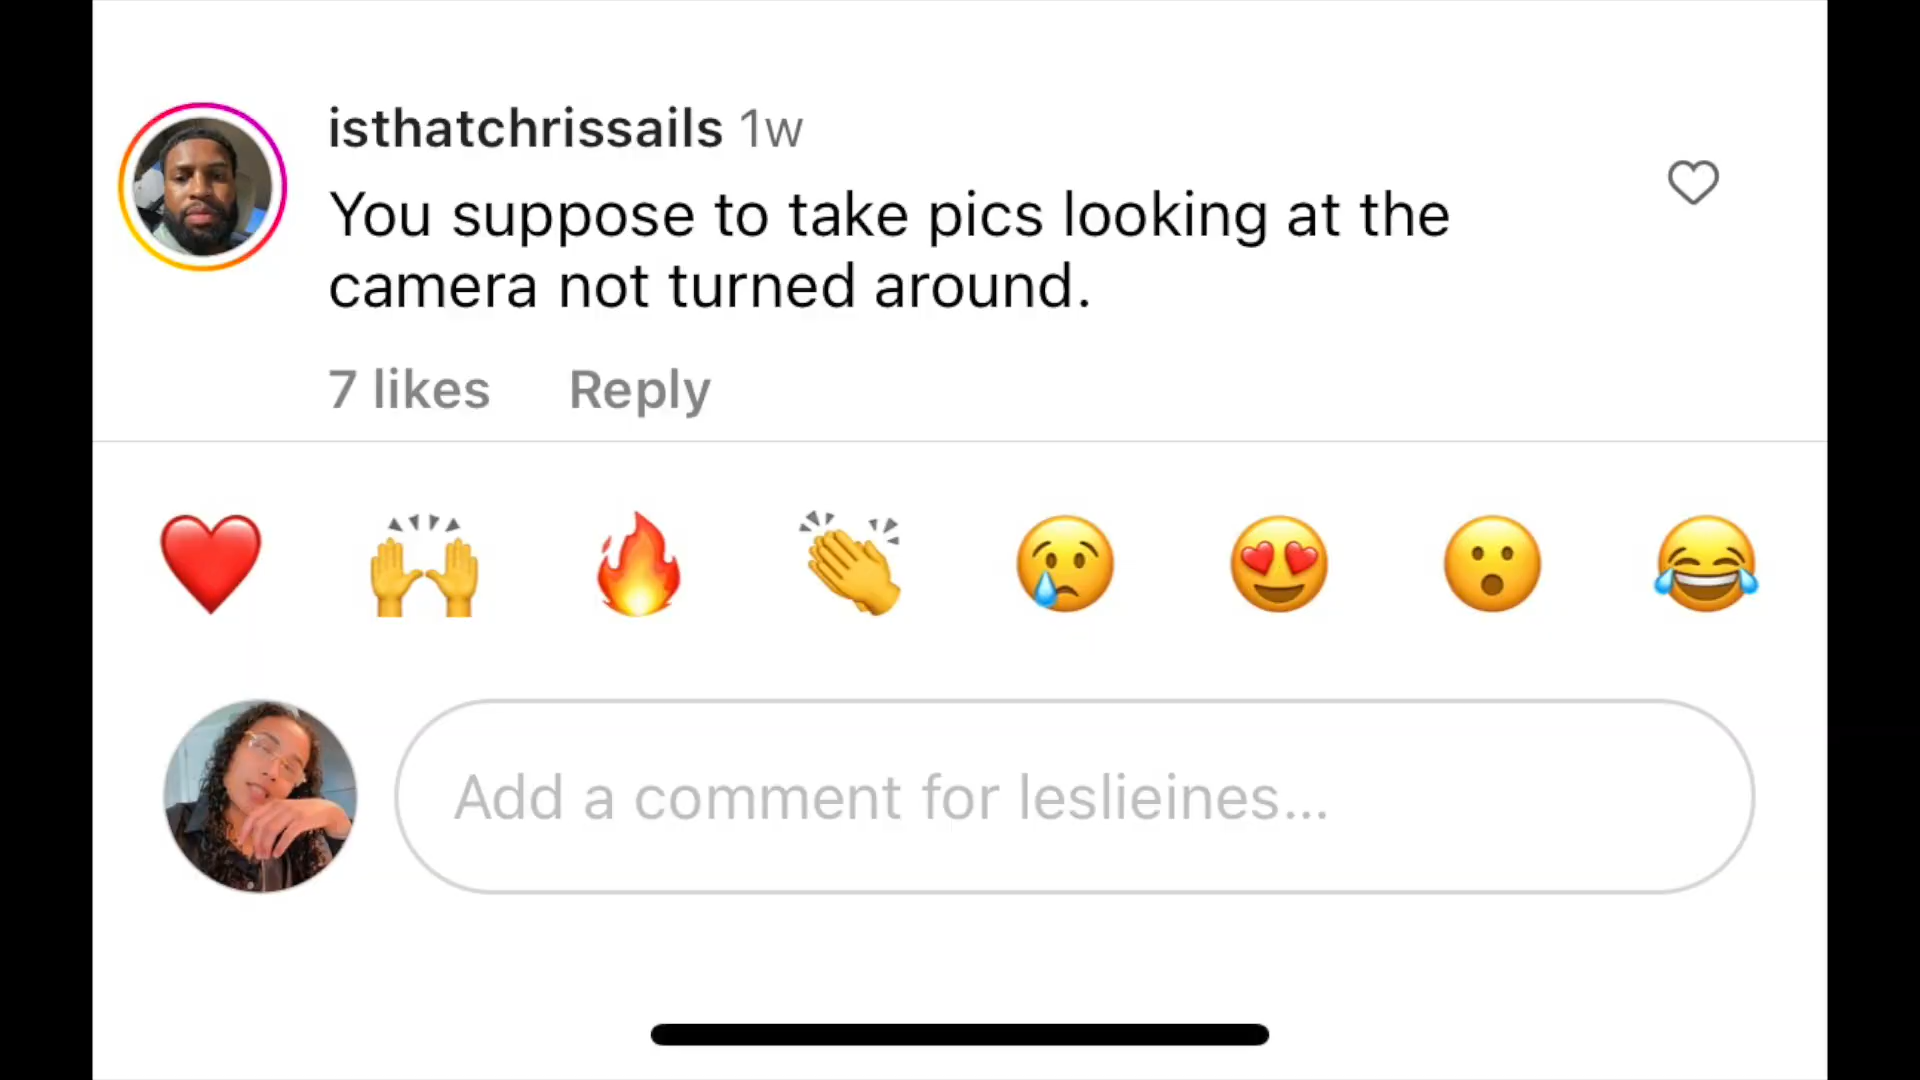 isthatchrissails 1w
You suppose to take pics looking at the
camera not turned around.
7 likes Reply
Add a comment for leslieines...